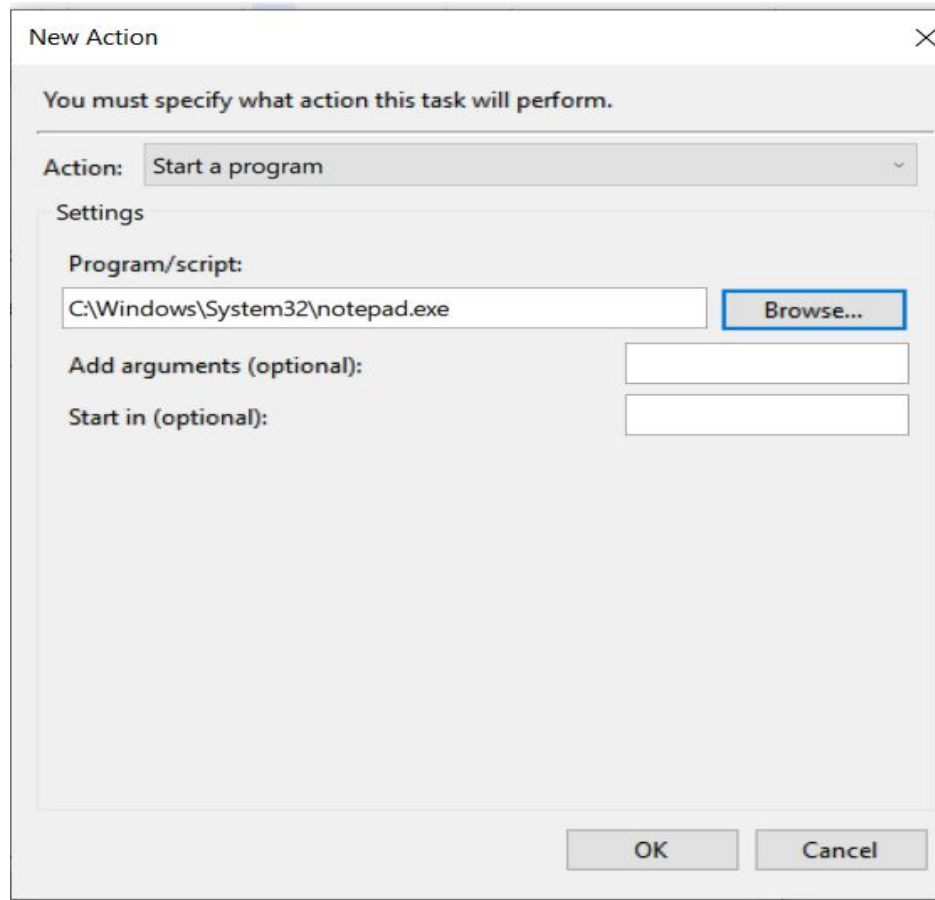 New Action
You must specify what action this task will perform.
Action: Start a program
Settings
Program/script:
C:\Windows\System32\notepad.exe Browse...
Add arguments (optional):
Start in (optional):
OK Cancel